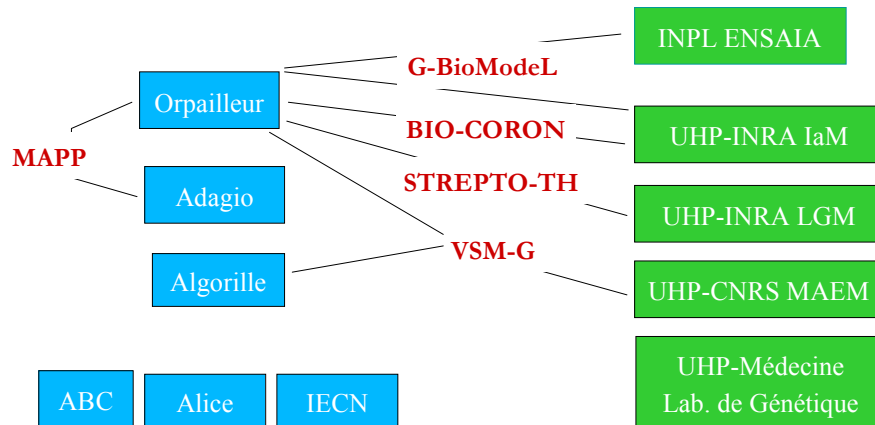 INPL ENSAIA
G-BioModeL
Orpailleur
BIO-CORON
UHP-INRA IaM
MAPP
STREPTO-TH
Adagio
UHP-INRA LGM
VSM-G
Algorille
UHP-CNRS MAEM
UHP-Médecine
Lab. de Génétique
ABC
Alice
IECN